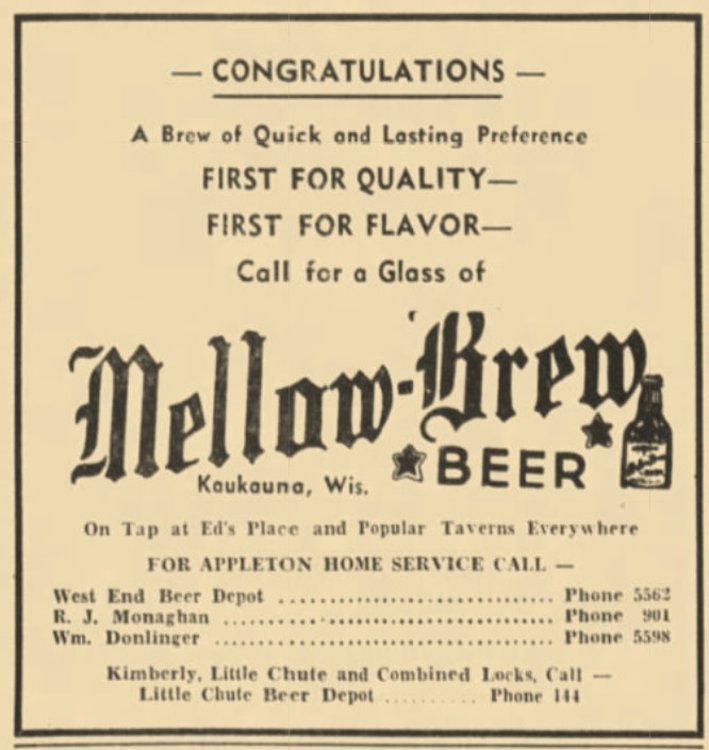 — CONGRATULATIONS —
A Brew of Quick and Lasting Preference
FIRST FOR QUALITY—
FIRST FOR FLAVOR—
Call for a Glass of
Mellow-Brew
BEER
Kaukauna, Wis.
On Tap at Ed's Place and Popular Taverns Everywhere
FOR APPLETON HOME SERVICE CALL —
West End Beer Depot ................................ Phone 5562
R. J. Monaghan ...................................... Phone 901
Wm. Donlinger ....................................... Phone 5598
Kimberly, Little Chute and Combined Locks, Call —
Little Chute Beer Depot .......... Phone 144